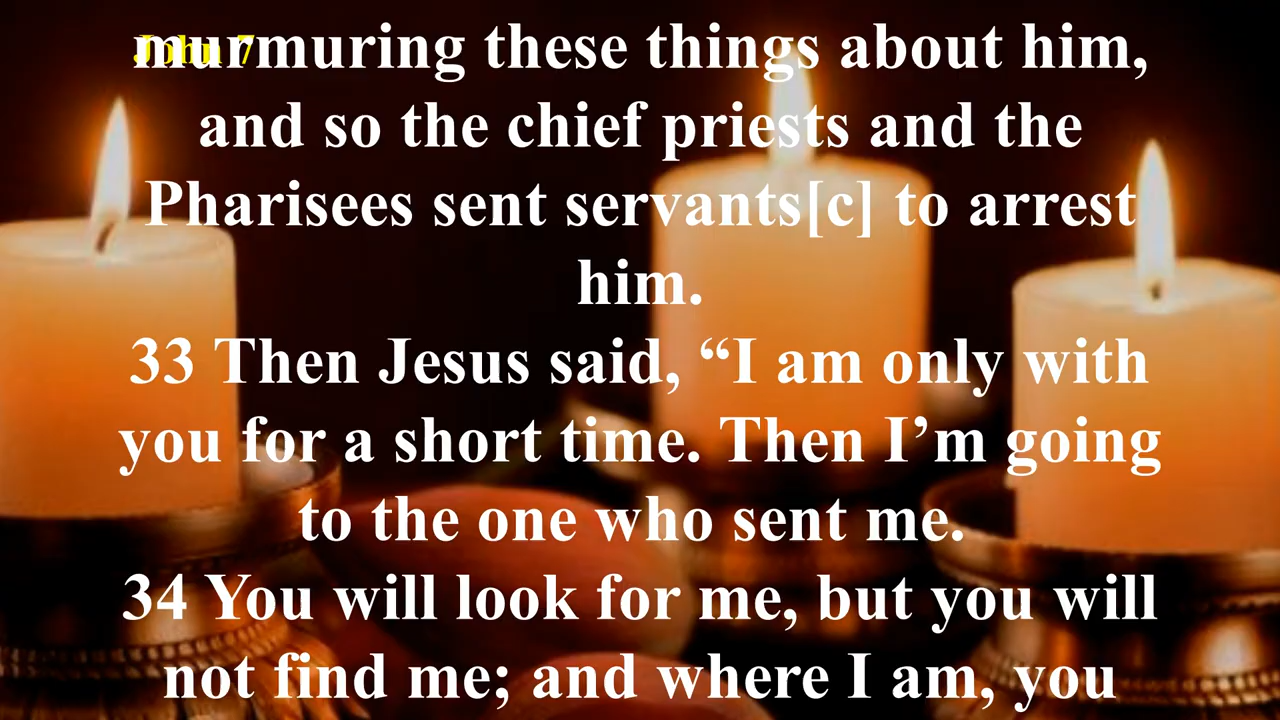 John 7
murmuring these things about him,
and so the chief priests and the
Pharisees sent servants[c] to arrest
him.
33 Then Jesus said, “I am only with
you for a short time. Then I’m going
to the one who sent me.
34 You will look for me, but you will
not find me; and where I am, you